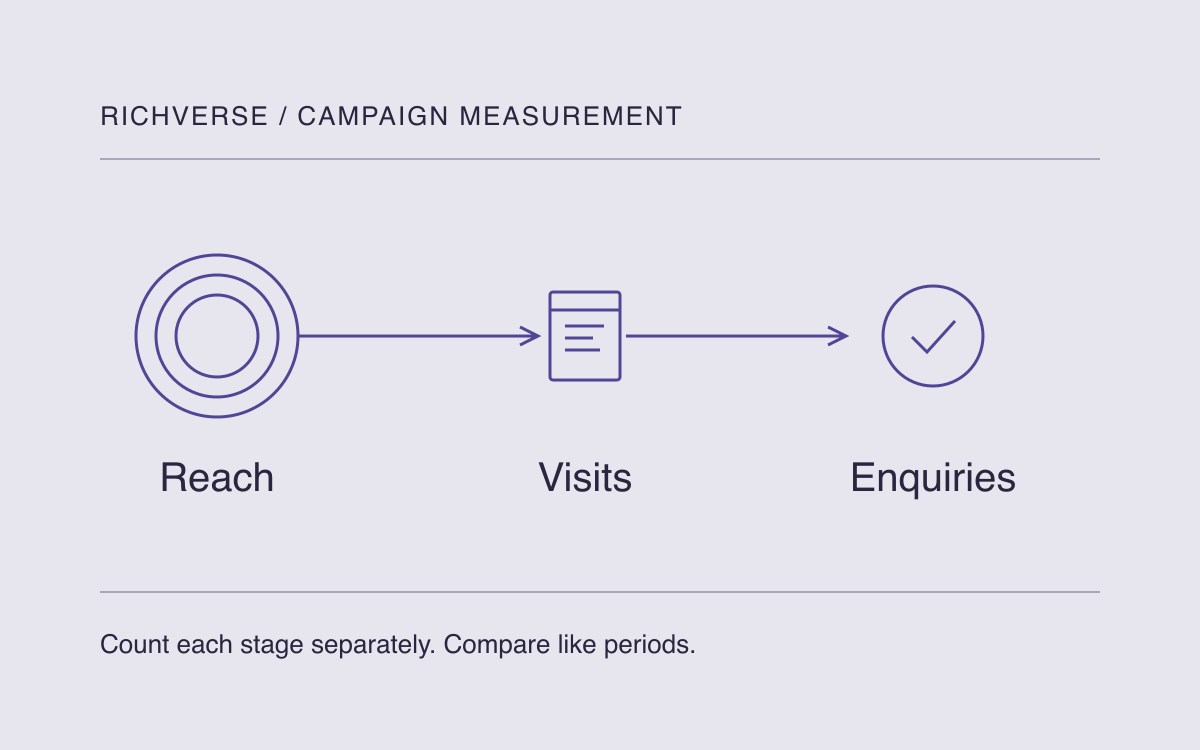 RICHVERSE / CAMPAIGN MEASUREMENT
Reach
Visits
Enquiries
Count each stage separately. Compare like periods.